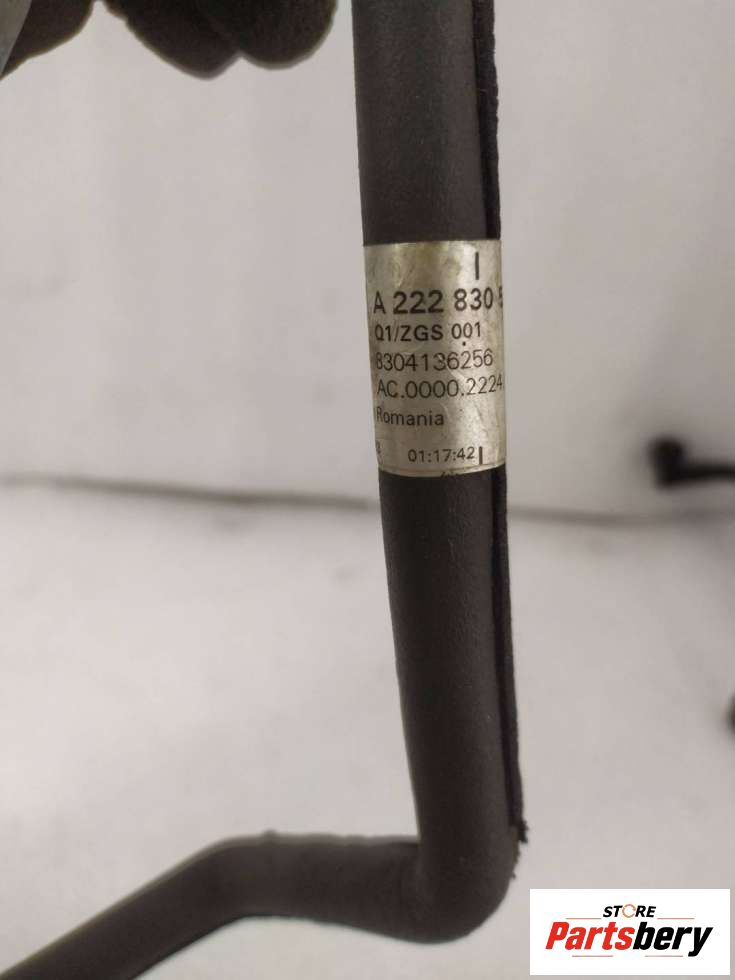 A 222 830
Q1/ZGS 001
8304136256
AC.0000.2224
Romania
01:17:42
STORE
Partsbery